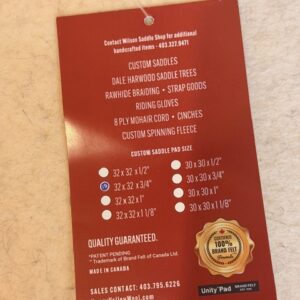 Contact Wilson Saddle Shop for additional
handcrafted items - 403.327.9471
CUSTOM SADDLES
DALE HARWOOD SADDLE TREES
RAWHIDE BRAIDING • STRAP GOODS
RIDING GLOVES
8 PLY MOHAIR CORD • CINCHES
CUSTOM SPINNING FLEECE
CUSTOM SADDLE PAD SIZE
32 x 32 x 1/2"
32 x 32 x 3/4"
32 x 32 x 1"
32 x 32 x 1 1/8"
30 x 30 x 1/2"
30 x 30 x 3/4"
30 x 30 x 1"
30 x 30 x 1 1/8"
QUALITY GUARANTEED.
*PATENT PENDING
* Trademark of Brand Felt of Canada Ltd.
MADE IN CANADA
CERTIFIED
100%
BRAND FELT
SALES CONTACT: 403.795.6226
Unity Pad
BRAND FELT